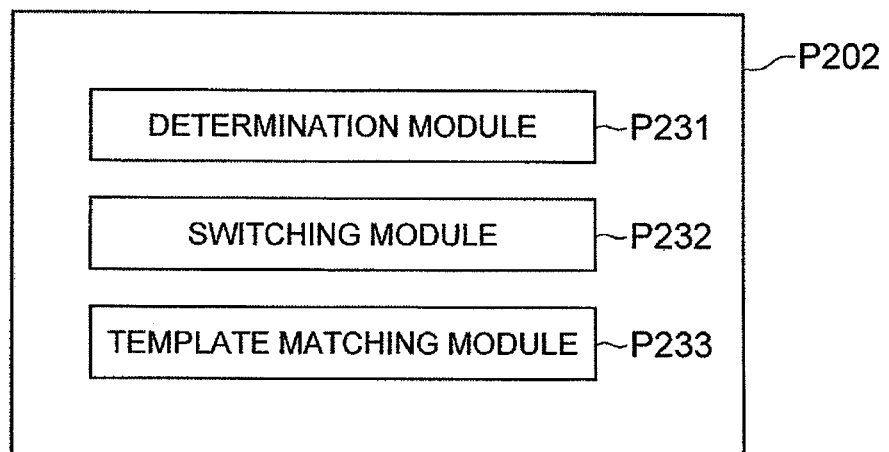 P202
DETERMINATION MODULE P231
SWITCHING MODULE P232
TEMPLATE MATCHING MODULE P233